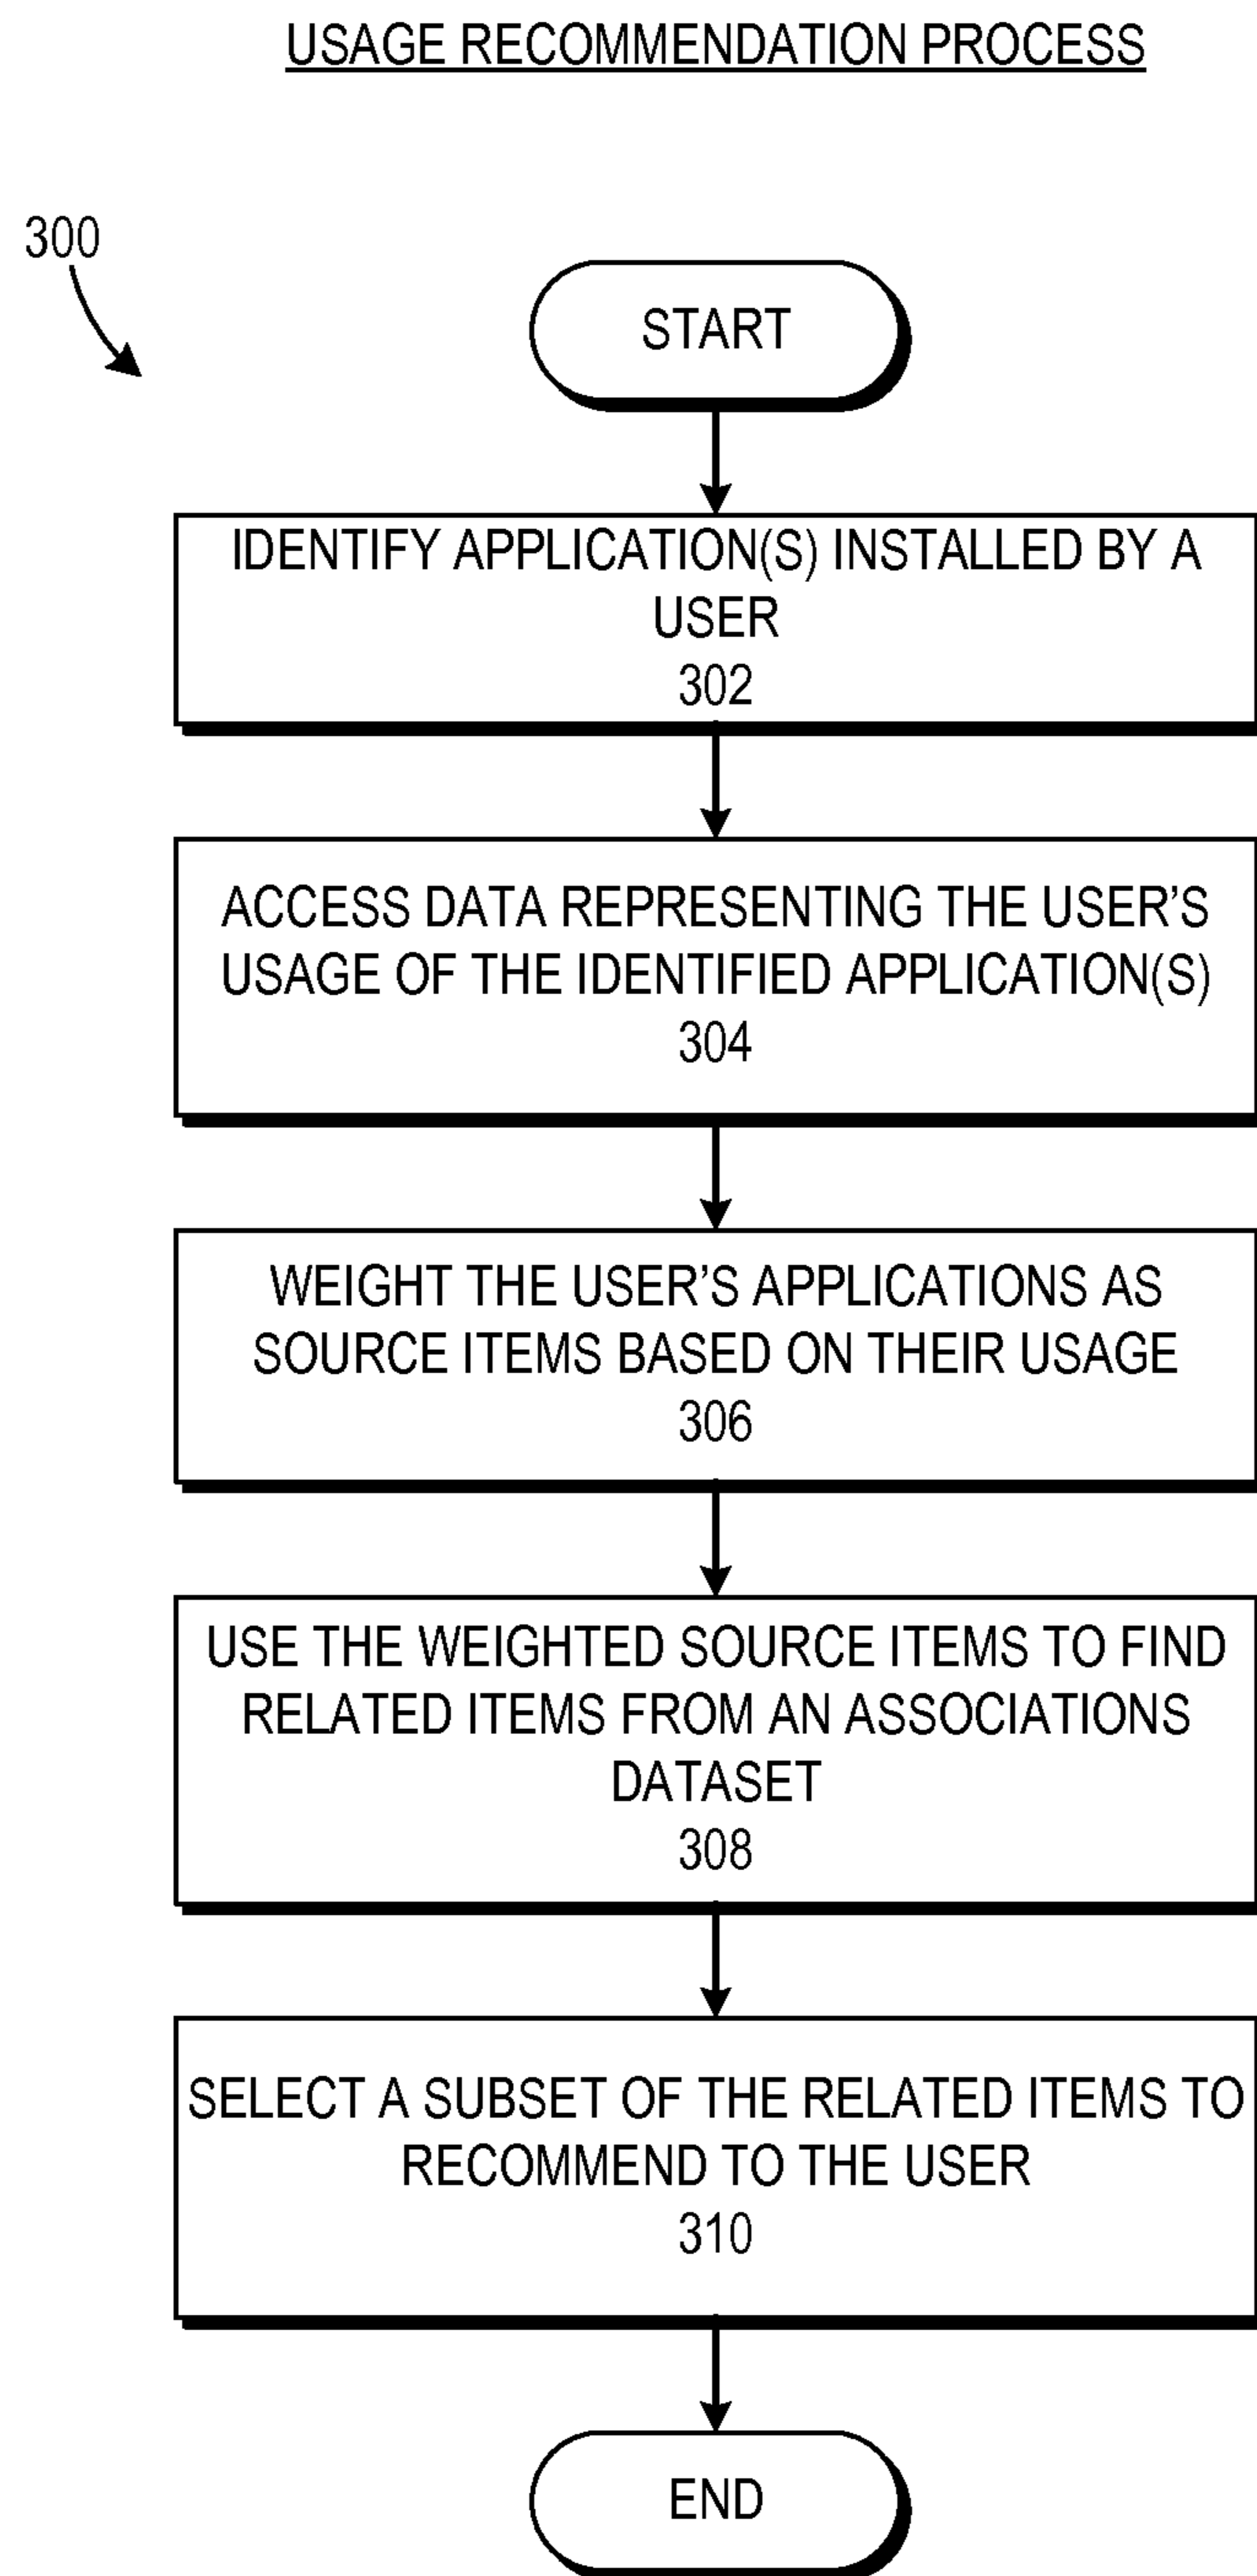 USAGE RECOMMENDATION PROCESS
300
START
IDENTIFY APPLICATION(S) INSTALLED BY A
USER
302
ACCESS DATA REPRESENTING THE USER’S
USAGE OF THE IDENTIFIED APPLICATION(S)
304
WEIGHT THE USER’S APPLICATIONS AS
SOURCE ITEMS BASED ON THEIR USAGE
306
USE THE WEIGHTED SOURCE ITEMS TO FIND
RELATED ITEMS FROM AN ASSOCIATIONS
DATASET
308
SELECT A SUBSET OF THE RELATED ITEMS TO
RECOMMEND TO THE USER
310
END